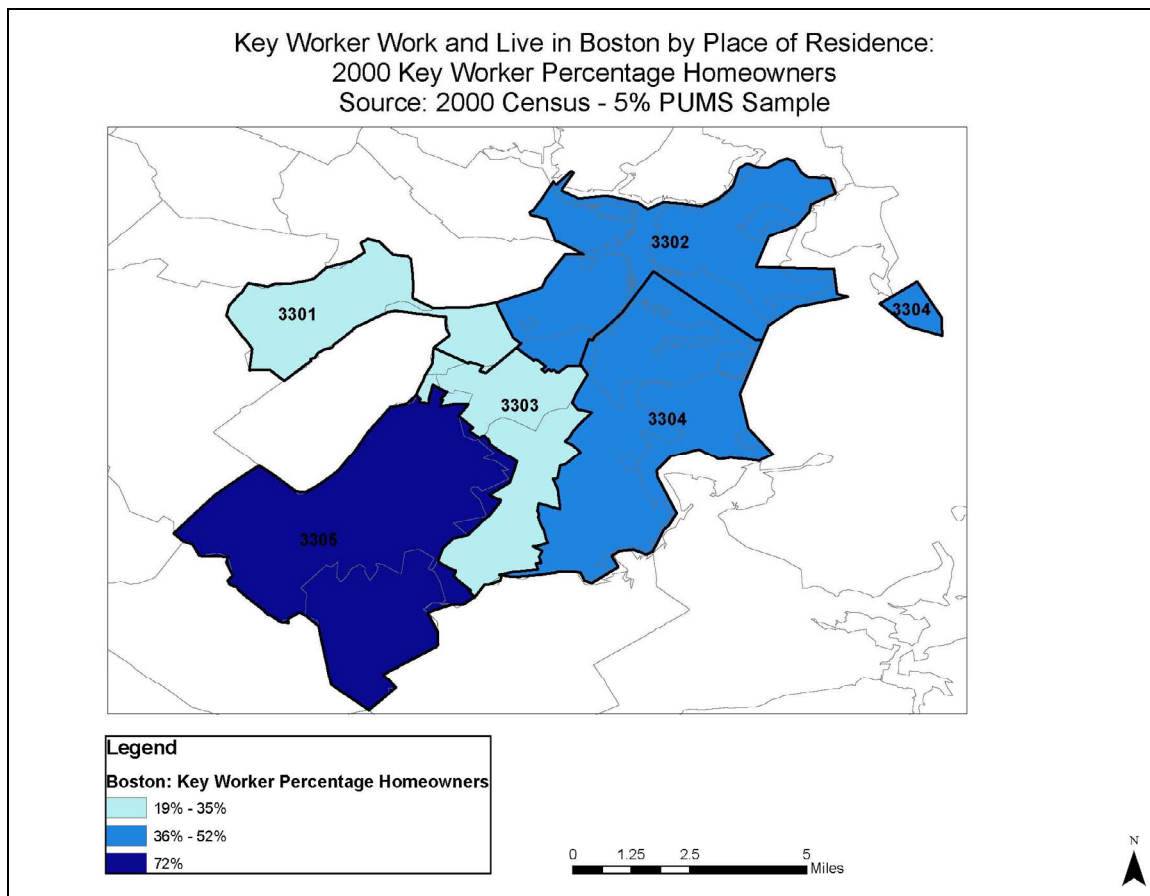 Key Worker Work and Live in Boston by Place of Residence:
2000 Key Worker Percentage Homeowners
Source: 2000 Census - 5% PUMS Sample
3302
3301
3304
3303
3304
3305
Legend
Boston: Key Worker Percentage Homeowners
19% - 35%
36% - 52%
72%
0 1.25 2.5 5
Miles
N